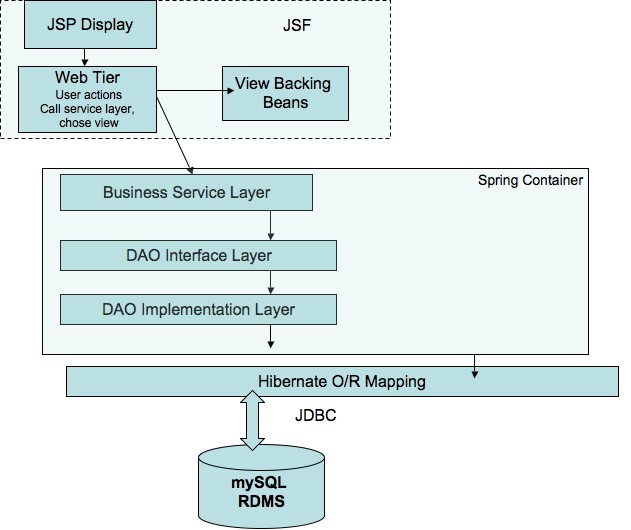 JSP Display
JSF
Web Tier
User actions
Call service layer,
chose view
View Backing
Beans
Spring Container
Business Service Layer
DAO Interface Layer
DAO Implementation Layer
Hibernate O/R Mapping
JDBC
mySQL
RDMS